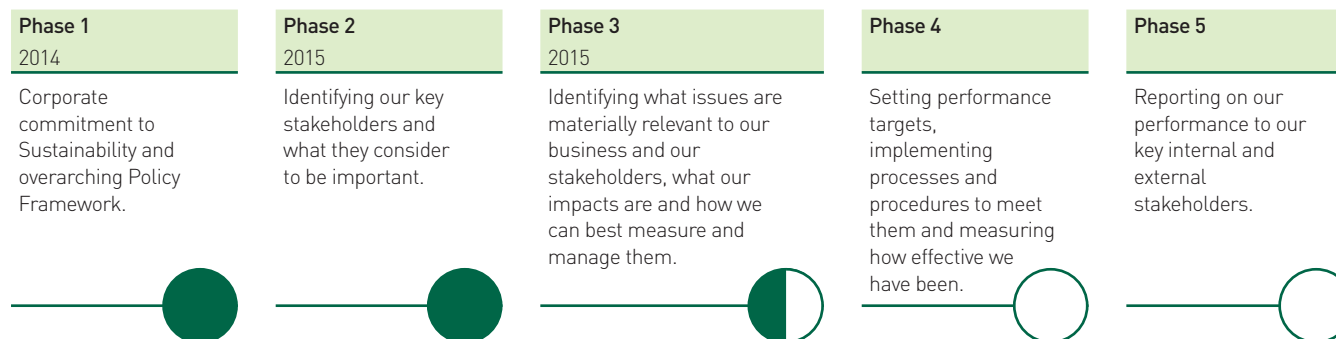 Phase 1
2014
Corporate
commitment to
Sustainability and
overarching Policy
Framework.
Phase 2
2015
Identifying our key
stakeholders and
what they consider
to be important.
Phase 3
2015
Identifying what issues are
materially relevant to our
business and our
stakeholders, what our
impacts are and how we
can best measure and
manage them.
Phase 4
Setting performance
targets,
implementing
processes and
procedures to meet
them and measuring
how effective we
have been.
Phase 5
Reporting on our
performance to our
key internal and
external
stakeholders.